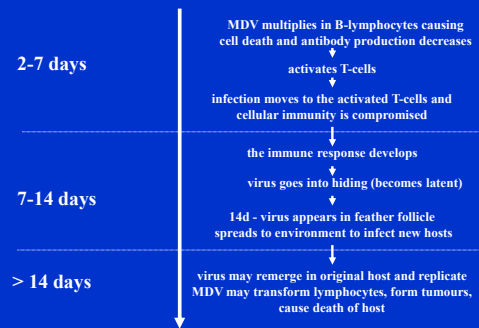 MDV multiplies in B-lymphocytes causing
cell death and antibody production decreases
2-7 days
activates T-cells
infection moves to the activated T-cells and
cellular immunity is compromised
the immune response develops
virus goes into hiding (becomes latent)
7-14 days
14d - virus appears in feather follicle
spreads to environment to infect new hosts
> 14 days
virus may remerge in original host and replicate
MDV may transform lymphocytes, form tumours,
cause death of host